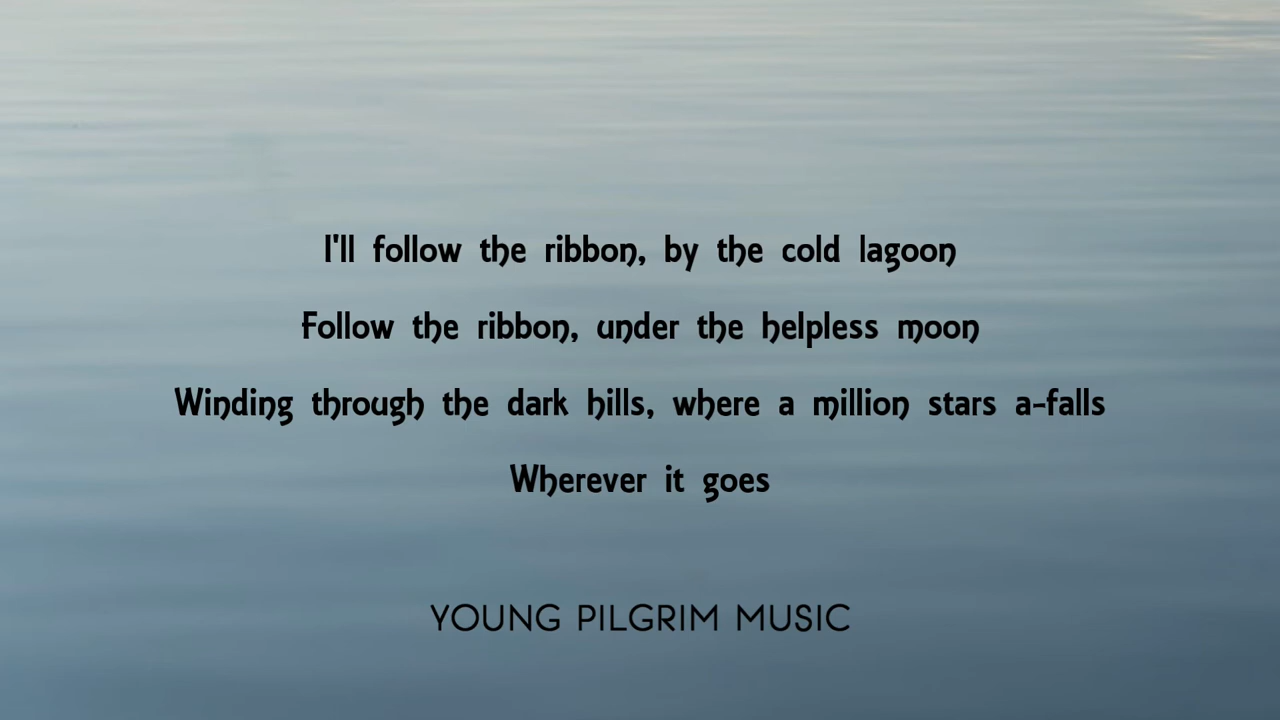 I'll follow the ribbon, by the cold lagoon
Follow the ribbon, under the helpless moon
Winding through the dark hills, where a million stars a-falls
Wherever it goes
YOUNG PILGRIM MUSIC